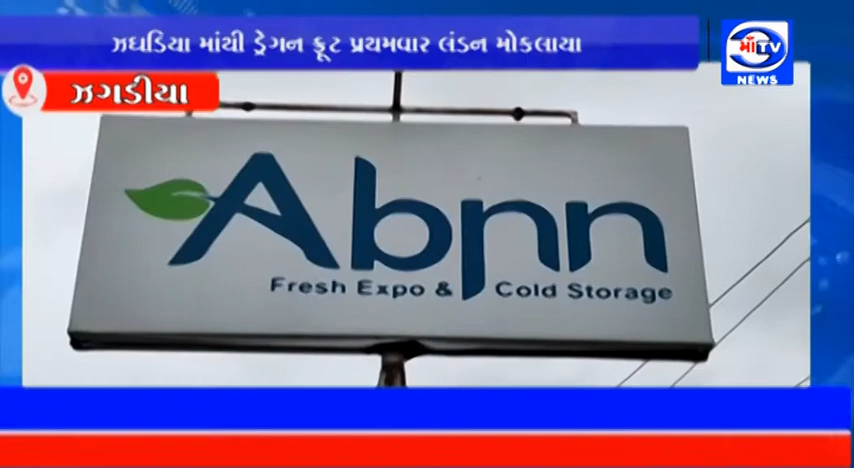 ઝઘડિયા માંથી ડ્રેગન ફ્રૂટ પ્રથમવાર લંડન મોકલાયા
માઁ TV
NEWS
ઝગડીયા
Abnn
Fresh Expo & Cold Storage